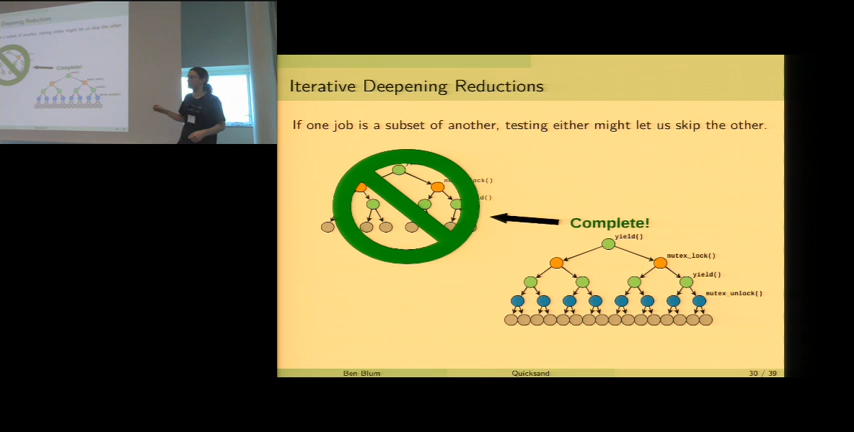 Iterative Deepening Reductions
If one job is a subset of another, testing either might let us skip the other.
Complete!
yield()
mutex_lock()
yield()
mutex_unlock()
Ben Blum Quicksand 30 / 39
Complete!